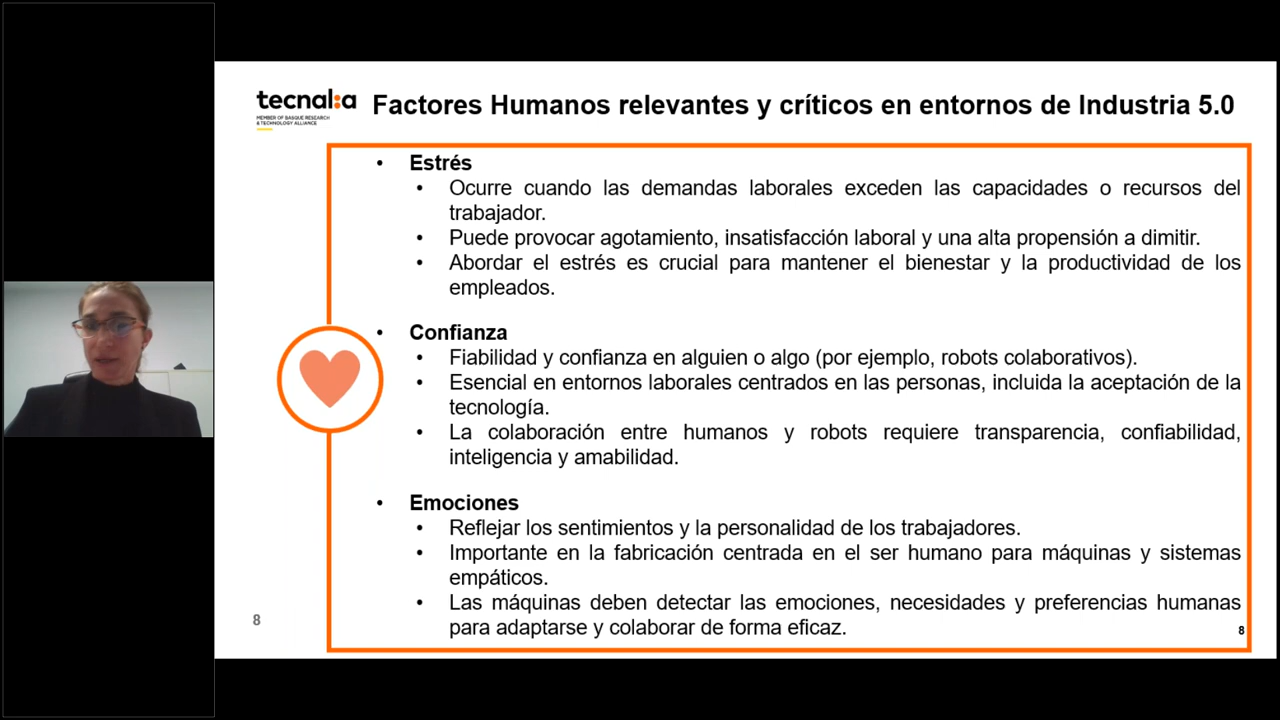 tecnal:a
MEMBER OF BASQUE RESEARCH
& TECHNOLOGY ALLIANCE
Factores Humanos relevantes y críticos en entornos de Industria 5.0
• Estrés
• Ocurre cuando las demandas laborales exceden las capacidades o recursos del
trabajador.
• Puede provocar agotamiento, insatisfacción laboral y una alta propensión a dimitir.
• Abordar el estrés es crucial para mantener el bienestar y la productividad de los
empleados.
• Confianza
• Fiabilidad y confianza en alguien o algo (por ejemplo, robots colaborativos).
• Esencial en entornos laborales centrados en las personas, incluida la aceptación de la
tecnología.
• La colaboración entre humanos y robots requiere transparencia, confiabilidad,
inteligencia y amabilidad.
• Emociones
• Reflejar los sentimientos y la personalidad de los trabajadores.
• Importante en la fabricación centrada en el ser humano para máquinas y sistemas
empáticos.
• Las máquinas deben detectar las emociones, necesidades y preferencias humanas
para adaptarse y colaborar de forma eficaz.
8
8